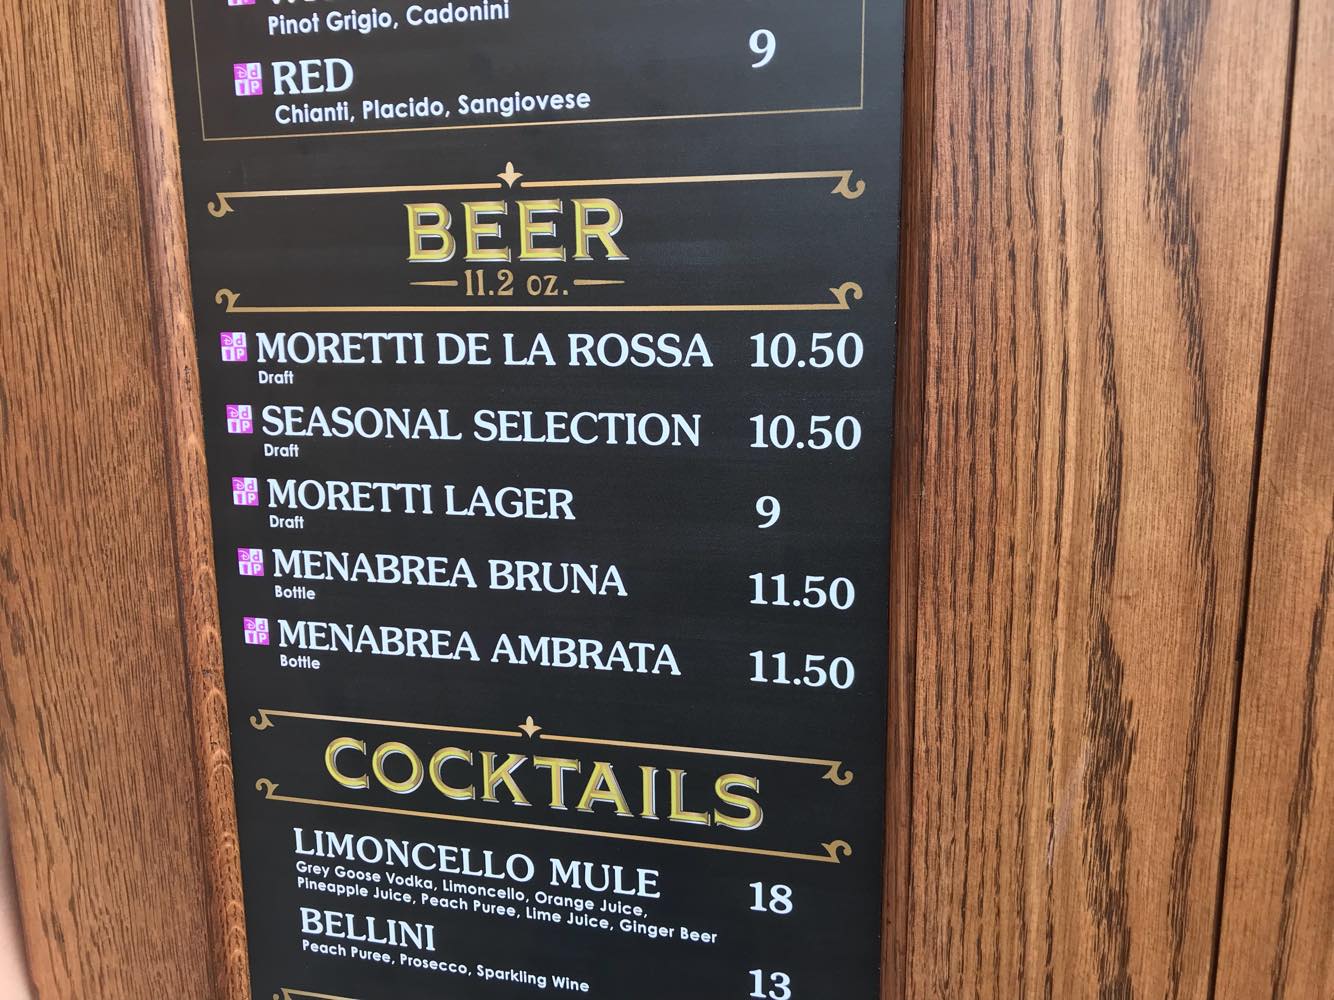 Pinot Grigio, Cadonini
RED 9
Chianti, Placido, Sangiovese
BEER
11.2 oz.
MORETTI DE LA ROSSA 10.50
Draft
SEASONAL SELECTION 10.50
Draft
MORETTI LAGER 9
Draft
MENABREA BRUNA 11.50
Bottle
MENABREA AMBRATA 11.50
Bottle
COCKTAILS
LIMONCELLO MULE 18
Grey Goose Vodka, Limoncello, Orange Juice,
Pineapple Juice, Peach Puree, Lime Juice, Ginger Beer
BELLINI 13
Peach Puree, Prosecco, Sparkling Wine